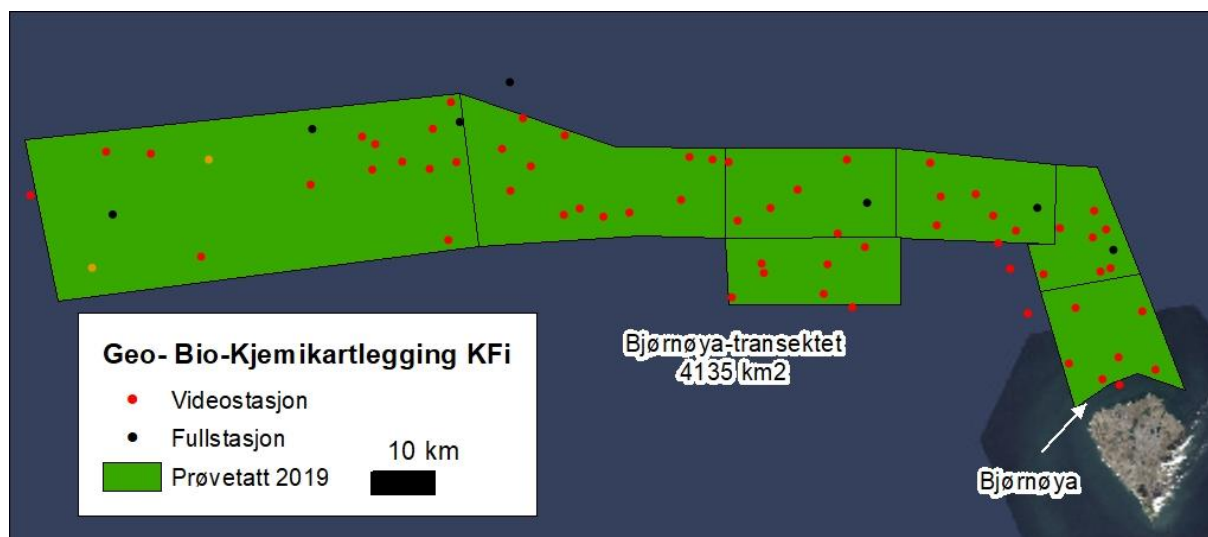 Bjørnøya-transektet
4135 km2
Geo- Bio-Kjemikartlegging KFi
Videostasjon
Fullstasjon
Prøvetatt 2019
10 km
Bjørnøya